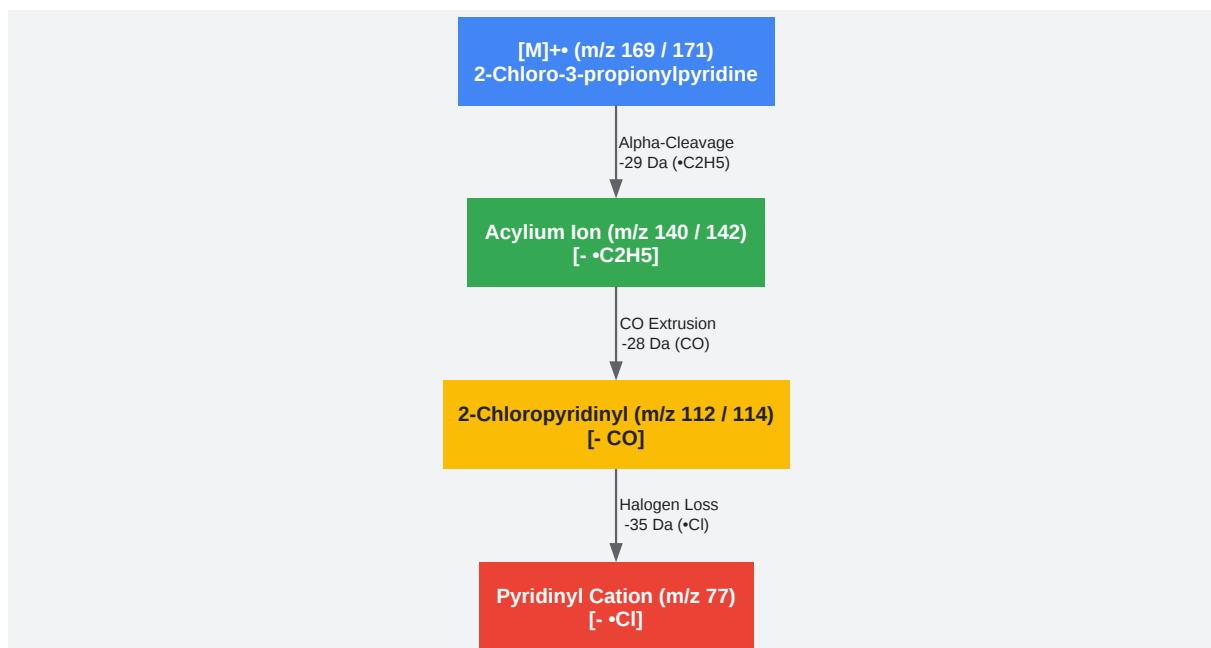 [M]+• (m/z 169 / 171)
2-Chloro-3-propionylpyridine
Alpha-Cleavage
-29 Da (•C2H5)
Acylium Ion (m/z 140 / 142)
[- •C2H5]
CO Extrusion
-28 Da (CO)
2-Chloropyridinyl (m/z 112 / 114)
[- CO]
Halogen Loss
-35 Da (•Cl)
Pyridinyl Cation (m/z 77)
[- •Cl]